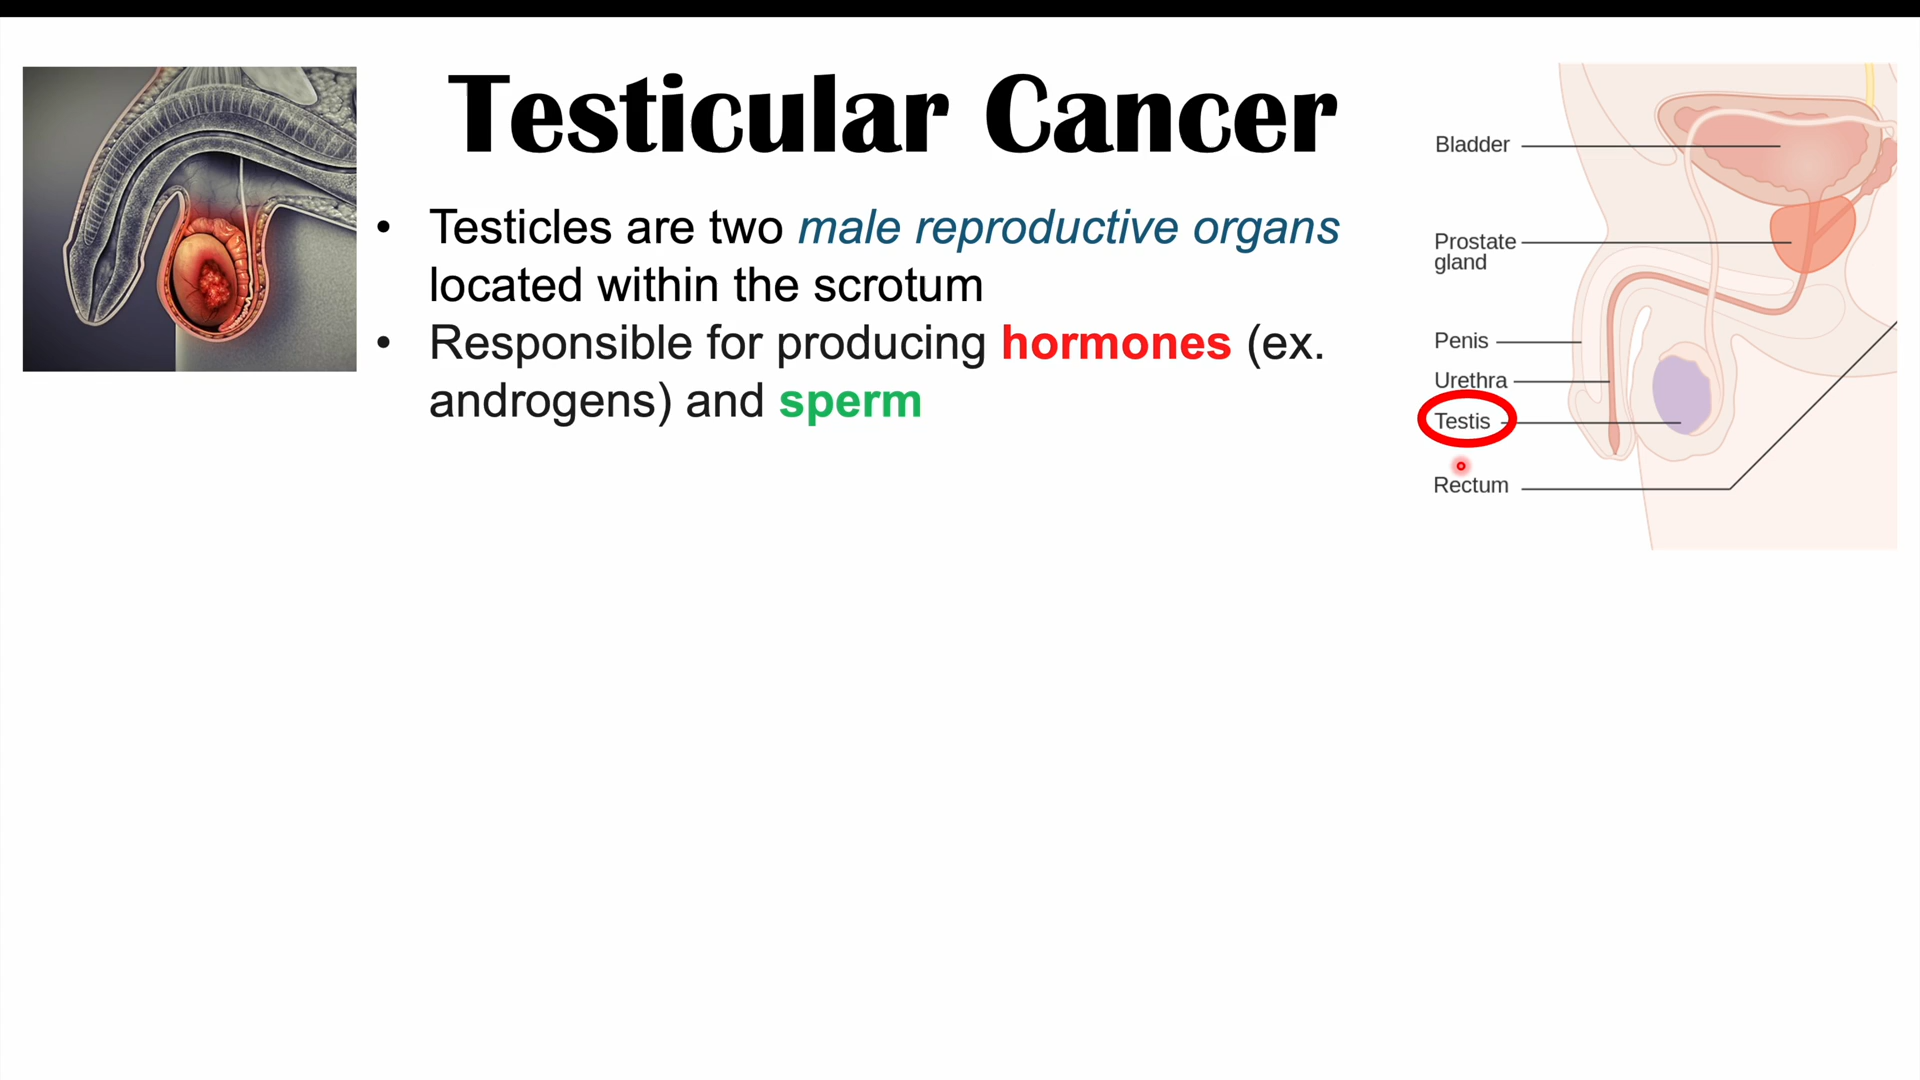 Testicular Cancer
• Testicles are two male reproductive organs
located within the scrotum
• Responsible for producing hormones (ex.
androgens) and sperm
Bladder
Prostate
gland
Penis
Urethra
Testis
Rectum